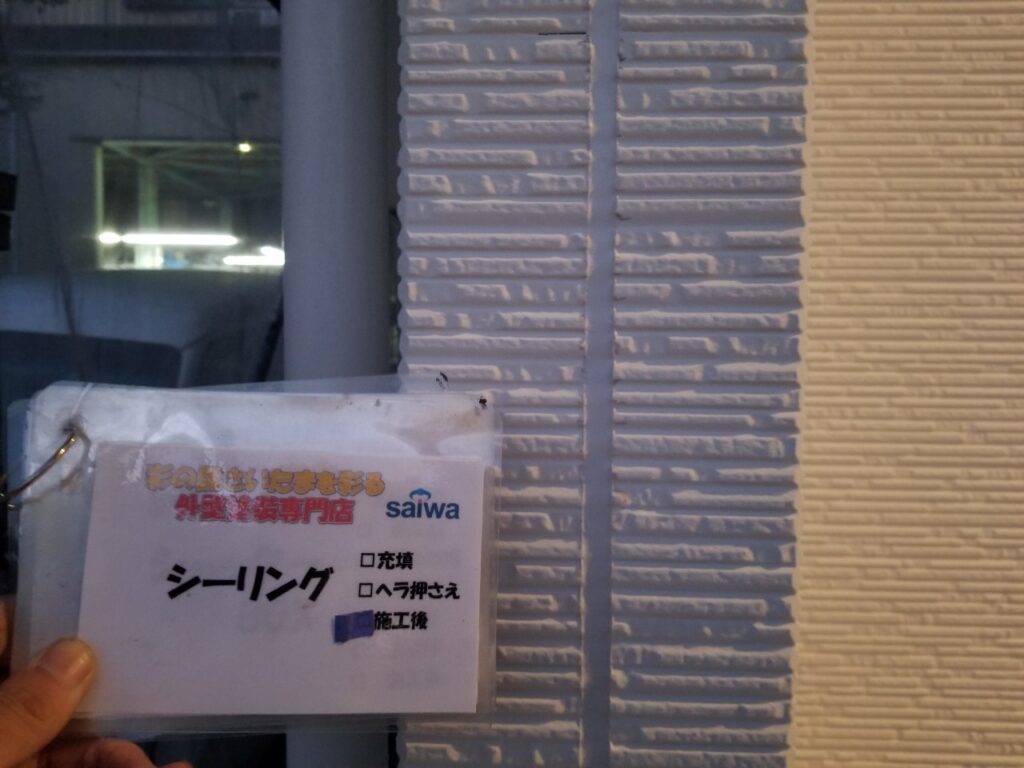 彩の国さいたまを彩る
外壁塗装専門店
saiwa
シーリング
□充填
□ヘラ押さえ
□施工後